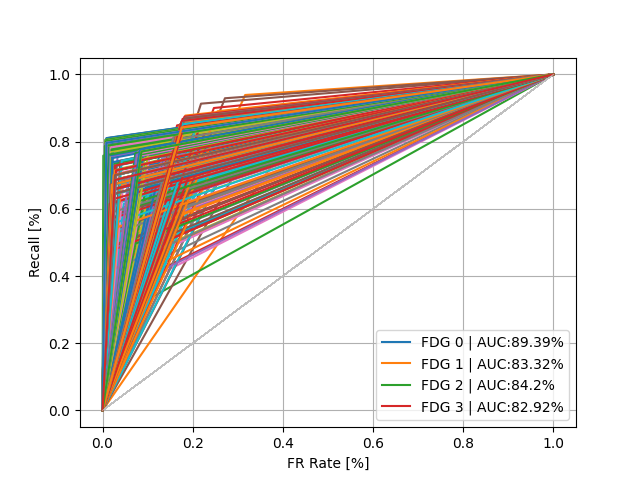 1.0
0.8
0.6
0.4
0.2
0.0
Recall [%]
0.0 0.2 0.4 0.6 0.8 1.0
FR Rate [%]
FDG 0 | AUC:89.39%
FDG 1 | AUC:83.32%
FDG 2 | AUC:84.2%
FDG 3 | AUC:82.92%